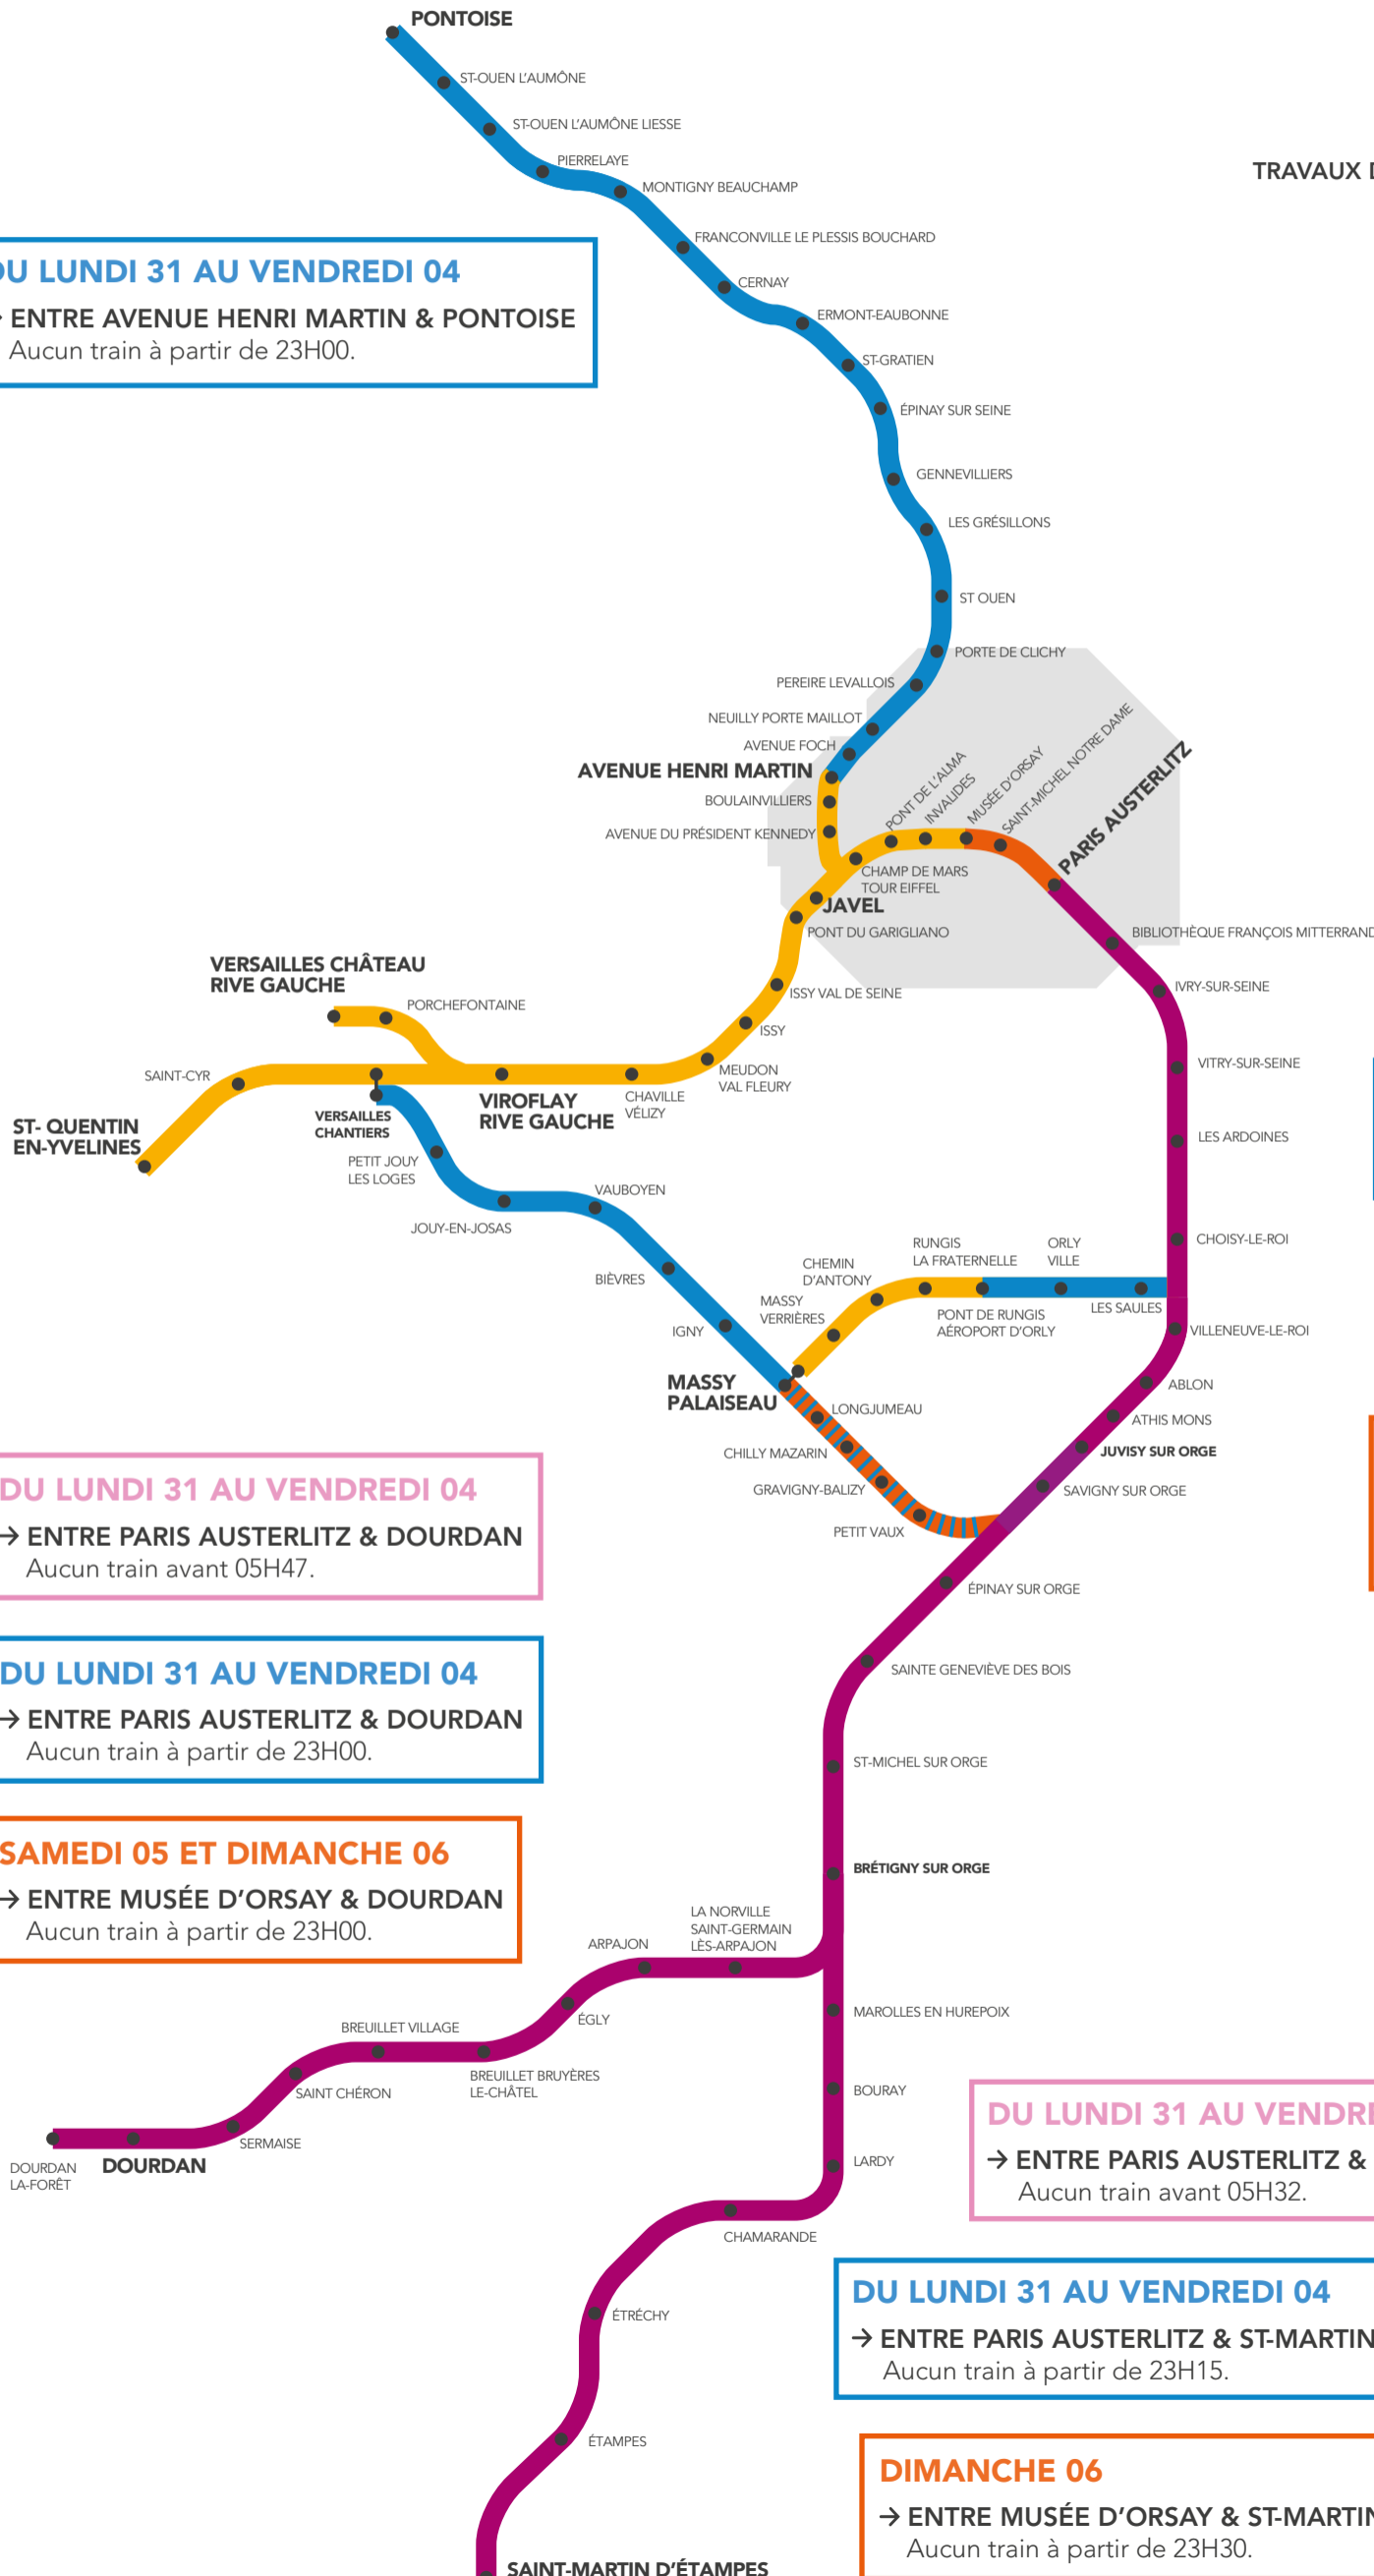 PONTOISE
ST-OUEN L'AUMÔNE
ST-OUEN L'AUMÔNE LIESSE
PIERRELAYE
TRAVAUX
MONTIGNY BEAUCHAMP
FRANCONVILLE LE PLESSIS BOUCHARD
DU LUNDI 31 AU VENDREDI 04
→ ENTRE AVENUE HENRI MARTIN & PONTOISE
Aucun train à partir de 23H00.
CERNAY
ERMONT-EAUBONNE
ST-GRATIEN
ÉPINAY SUR SEINE
GENNEVILLIERS
LES GRÉSILLONS
ST OUEN
PORTE DE CLICHY
PEREIRE LEVALLOIS
NEUILLY PORTE MAILLOT
AVENUE FOCH
AVENUE HENRI MARTIN
BOULAINVILLIERS
AVENUE DU PRÉSIDENT KENNEDY
PONT DE L'ALMA
INVALIDES
MUSÉE D'ORSAY
SAINT-MICHEL NOTRE DAME
PARIS AUSTERLITZ
CHAMP DE MARS
TOUR EIFFEL
JAVEL
PONT DU GARIGLIANO
BIBLIOTHÈQUE FRANÇOIS MITTERRAND
VERSAILLES CHÂTEAU
RIVE GAUCHE
PORCHEFONTAINE
ISSY VAL DE SEINE
IVRY-SUR-SEINE
ISSY
SAINT-CYR
MEUDON
VAL FLEURY
VITRY-SUR-SEINE
CHAVILLE
VÉLIZY
VIROFLAY
RIVE GAUCHE
VERSAILLES
CHANTIERS
ST- QUENTIN
EN-YVELINES
LES ARDOINES
PETIT JOUY
LES LOGES
VAUBOYEN
JOUY-EN-JOSAS
CHOISY-LE-ROI
BIÈVRES
RUNGIS
LA FRATERNELLE
ORLY
VILLE
CHEMIN
D'ANTONY
MASSY
VERRIÈRES
PONT DE RUNGIS
AÉROPORT D'ORLY
LES SAULES
IGNY
VILLENEUVE-LE-ROI
MASSY
PALAISEAU
ABLON
LONGJUMEAU
ATHIS MONS
CHILLY MAZARIN
JUVISY SUR ORGE
GRAVIGNY-BALIZY
SAVIGNY SUR ORGE
PETIT VAUX
DU LUNDI 31 AU VENDREDI 04
→ ENTRE PARIS AUSTERLITZ & DOURDAN
Aucun train avant 05H47.
ÉPINAY SUR ORGE
SAINTE GENEVIÈVE DES BOIS
DU LUNDI 31 AU VENDREDI 04
→ ENTRE PARIS AUSTERLITZ & DOURDAN
Aucun train à partir de 23H00.
ST-MICHEL SUR ORGE
SAMEDI 05 ET DIMANCHE 06
→ ENTRE MUSÉE D'ORSAY & DOURDAN
Aucun train à partir de 23H00.
BRÉTIGNY SUR ORGE
LA NORVILLE
SAINT-GERMAIN
LÈS-ARPAJON
ARPAJON
ÉGLY
MAROLLES EN HUREPOIX
BREUILLET VILLAGE
BREUILLET BRUYÈRES
LE-CHÂTEL
SAINT CHÉRON
BOURAY
SERMAISE
DOURDAN
DOURDAN
LA-FORÊT
LARDY
DU LUNDI 31 AU VENDRE
→ ENTRE PARIS AUSTERLITZ &
Aucun train avant 05H32.
CHAMARANDE
ÉTRÉCHY
DU LUNDI 31 AU VENDREDI 04
→ ENTRE PARIS AUSTERLITZ & ST-MARTIN
Aucun train à partir de 23H15.
ÉTAMPES
DIMANCHE 06
→ ENTRE MUSÉE D'ORSAY & ST-MARTIN
Aucun train à partir de 23H30.
SAINT-MARTIN D'ÉTAMPES